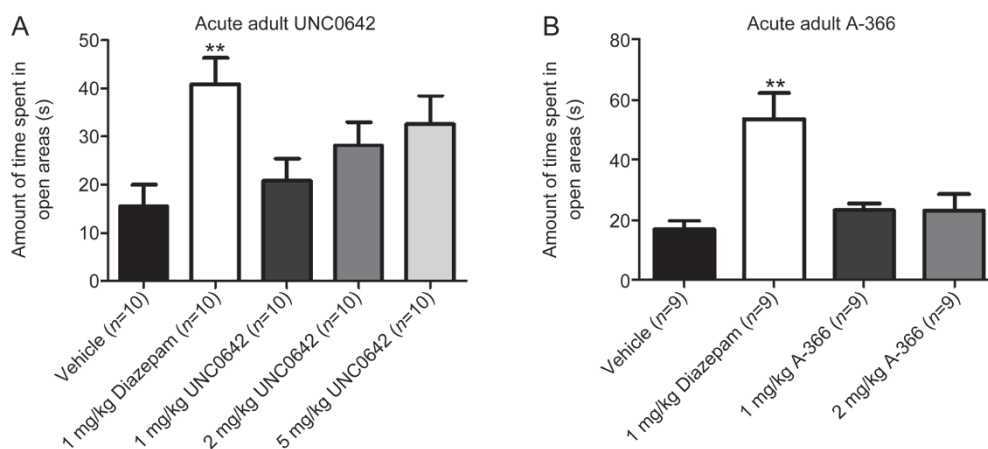 A
Acute adult UNC0642
Amount of time spent in
open areas (s)
50
40
30
20
10
0
**
Vehicle (n=10)
1 mg/kg Diazepam (n=10)
1 mg/kg UNC0642 (n=10)
2 mg/kg UNC0642 (n=10)
5 mg/kg UNC0642 (n=10)
B
Acute adult A-366
Amount of time spent in
open areas (s)
80
60
40
20
0
**
Vehicle (n=9)
1 mg/kg Diazepam (n=9)
1 mg/kg A-366 (n=9)
2 mg/kg A-366 (n=9)